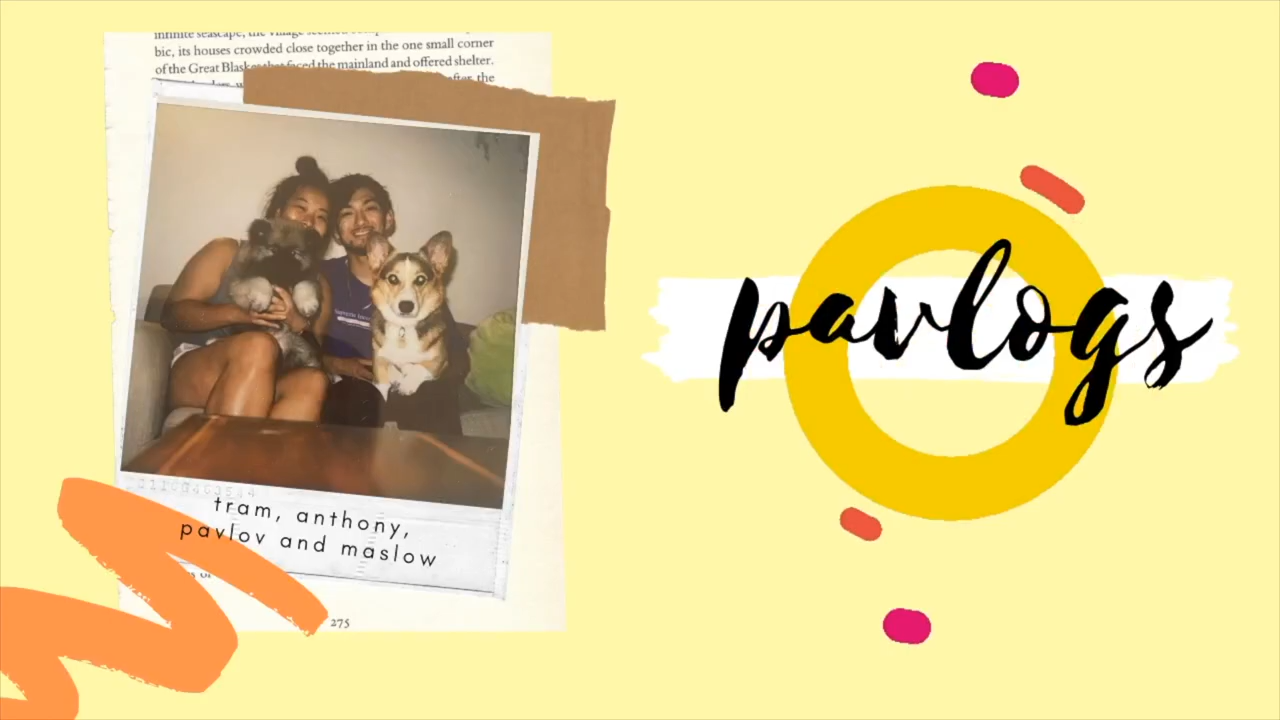 infinite seascape, the village seemed
bic, its houses crowded close together in the one small corner
of the Great Blasket that faced the mainland and offered shelter.
after the
tram, anthony,
pavlov and maslow
275
pavlogs